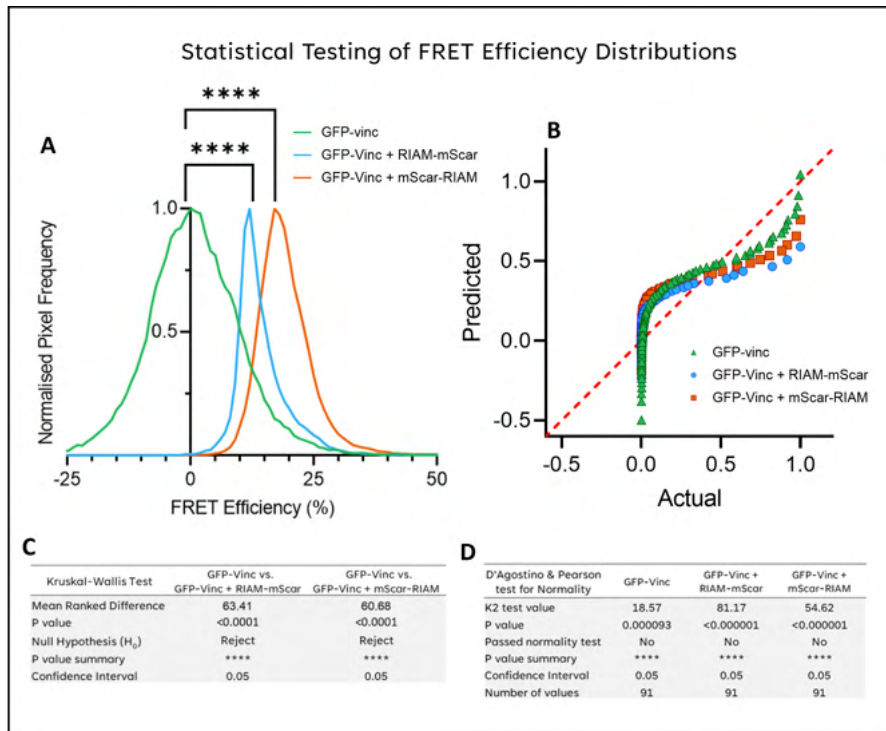 Statistical Testing of FRET Efficiency Distributions
A
****
****
GFP-vinc
GFP-Vinc + RIAM-mScar
GFP-Vinc + mScar-RIAM
Normalised Pixel Frequency
1.0
0.5
-25
0
25
50
FRET Efficiency (%)
B
Predicted
1.0
0.5
0.0
-0.5
GFP-vinc
GFP-Vinc + RIAM-mScar
GFP-Vinc + mScar-RIAM
-0.5
0.0
0.5
1.0
Actual
C
Kruskal-Wallis Test
GFP-Vinc vs.
GFP-Vinc + RIAM-mScar
GFP-Vinc vs.
GFP-Vinc + mScar-RIAM
Mean Ranked Difference 63.41 60.68
P value <0.0001 <0.0001
Null Hypothesis (H0) Reject Reject
P value summary **** ****
Confidence Interval 0.05 0.05
D
D'Agostino & Pearson
test for Normality
GFP-Vinc
GFP-Vinc +
RIAM-mScar
GFP-Vinc +
mScar-RIAM
K2 test value 18.57 81.17 54.62
P value 0.000093 <0.000001 <0.000001
Passed normality test No No No
P value summary **** **** ****
Confidence Interval 0.05 0.05 0.05
Number of values 91 91 91